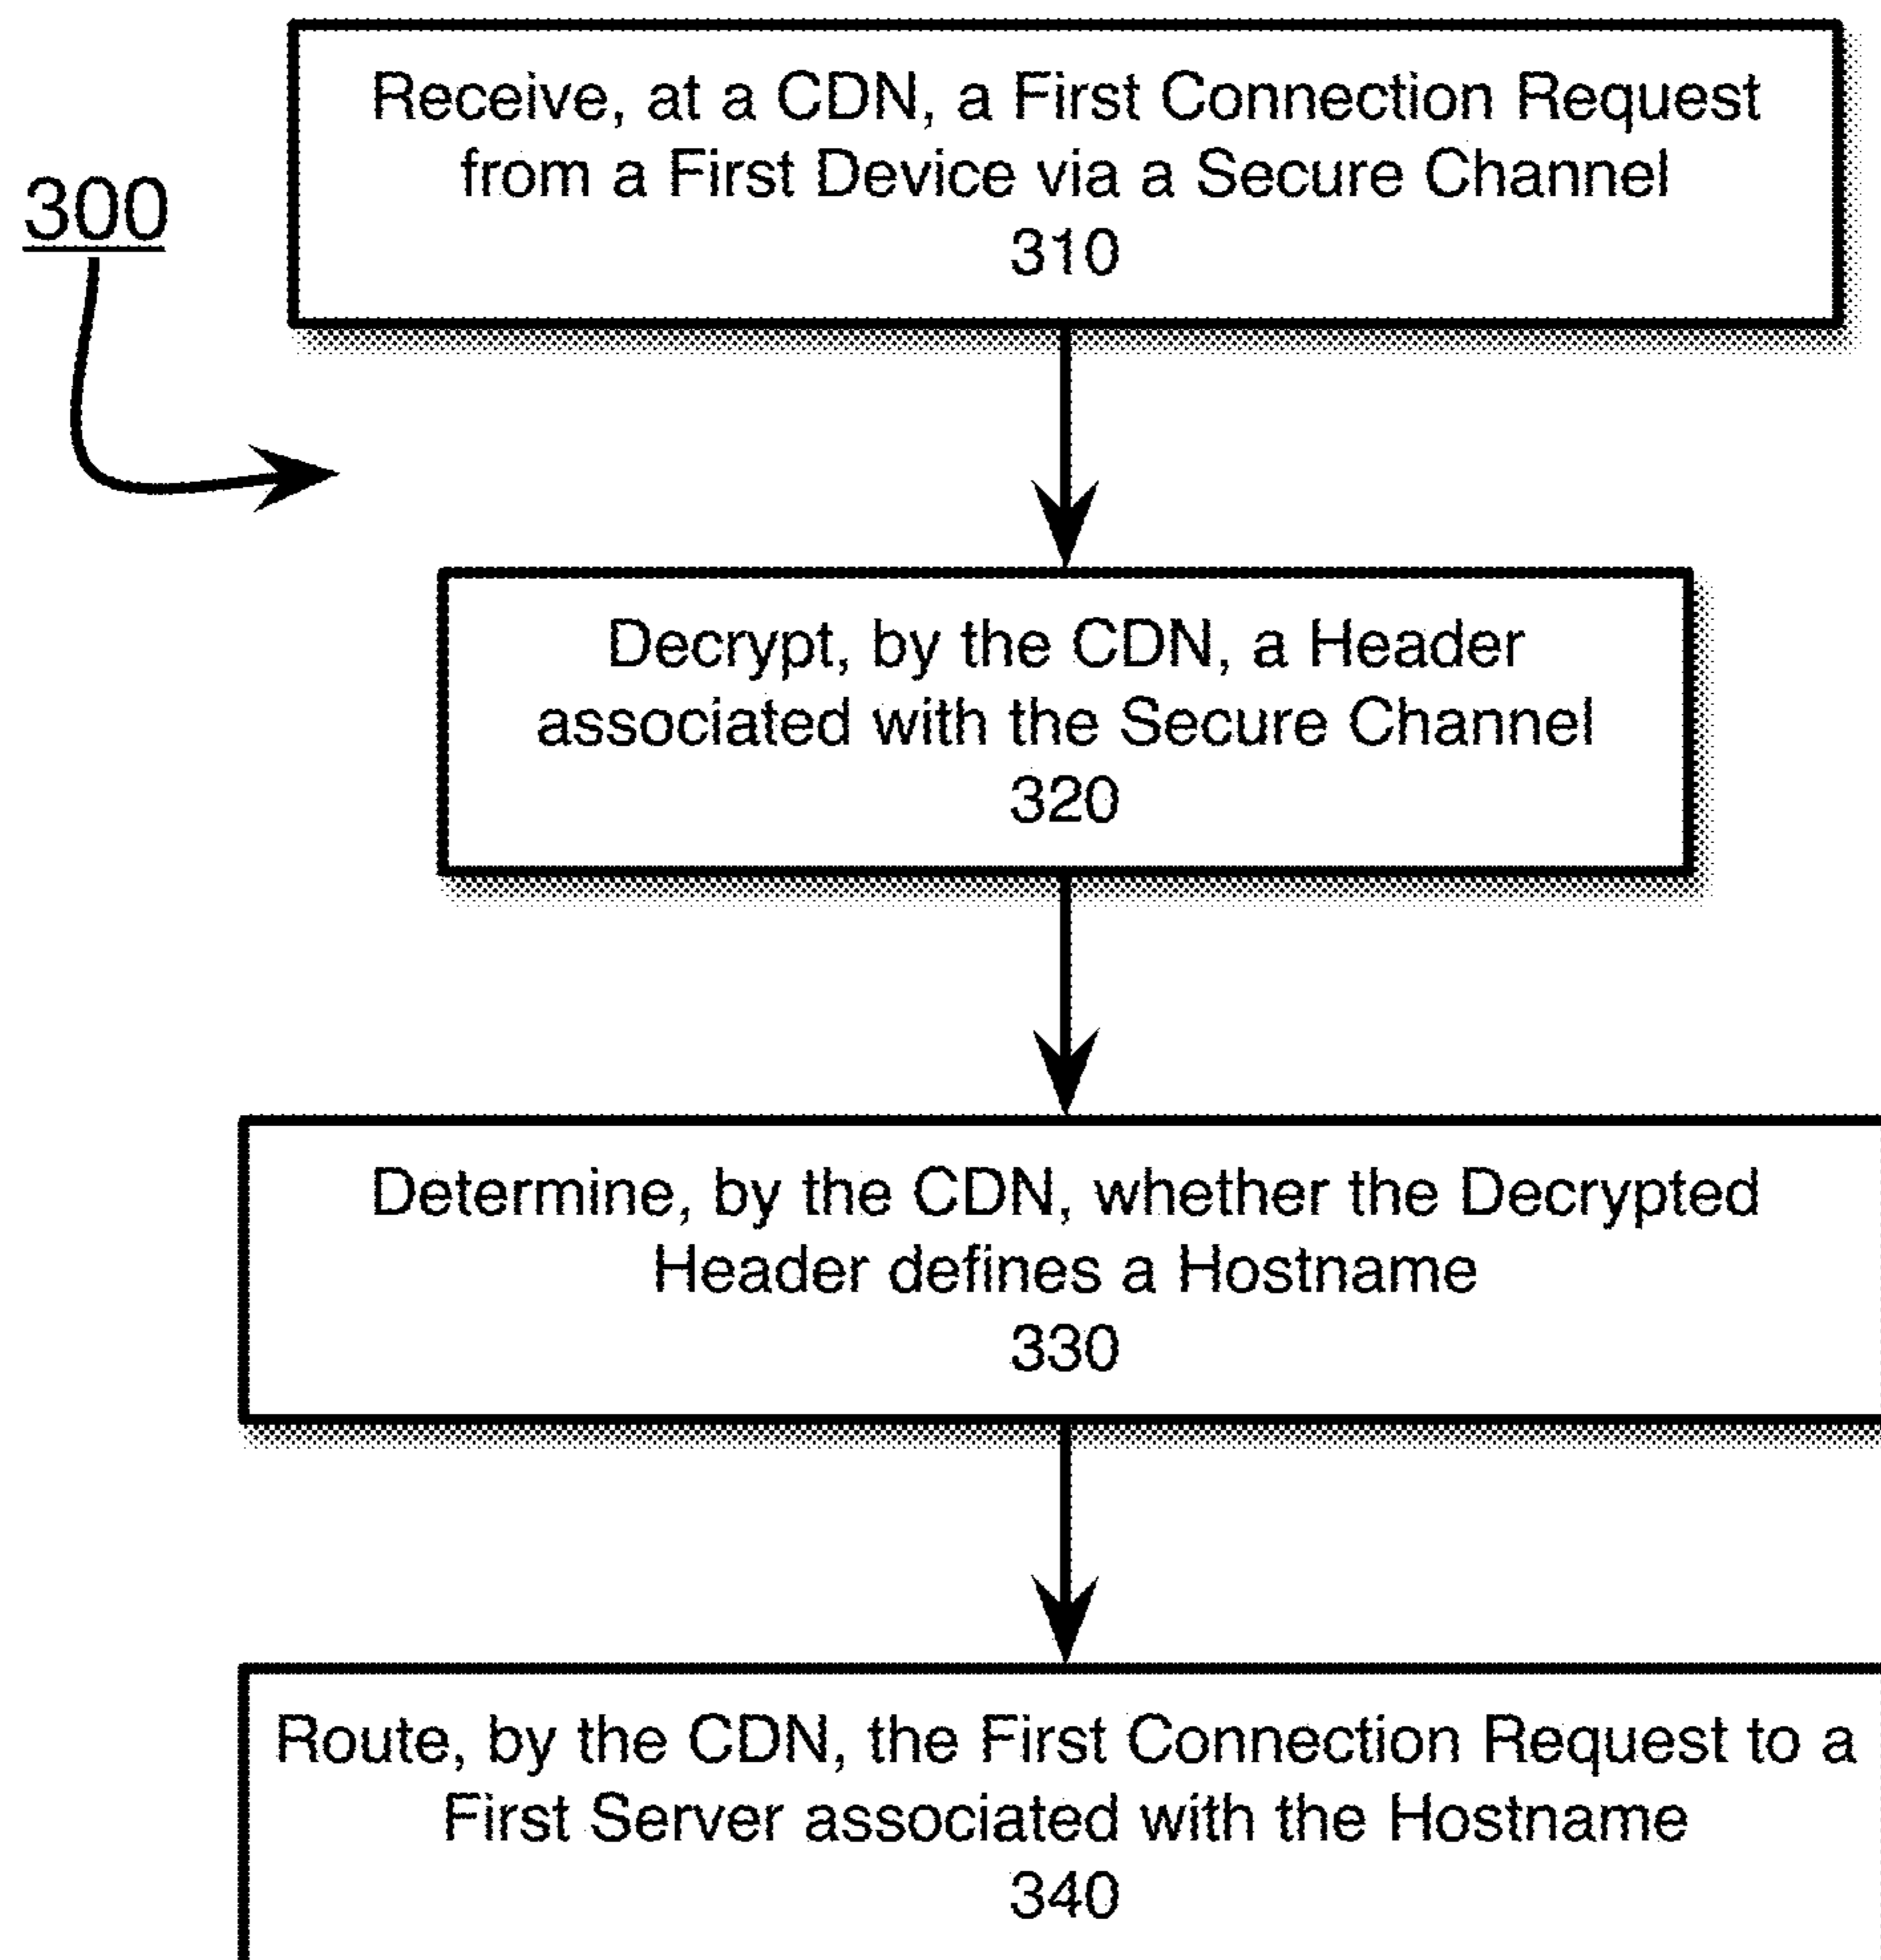 Receive, at a CDN, a First Connection Request
from a First Device via a Secure Channel
310
300
Decrypt, by the CDN, a Header
associated with the Secure Channel
320
Determine, by the CDN, whether the Decrypted
Header defines a Hostname
330
Route, by the CDN, the First Connection Request to a
First Server associated with the Hostname
340